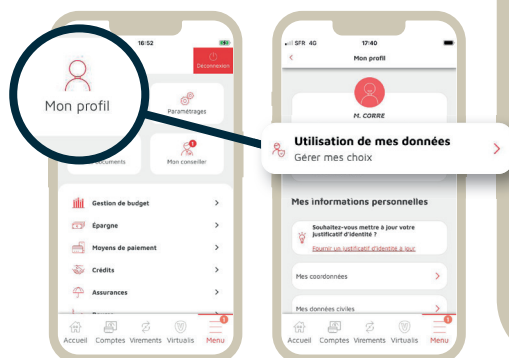 16:52
Déconnexion
Mon profil
Paramétrages
Documents
Mon conseiller
1
Gestion de budget
Épargne
Moyens de paiement
Crédits
Assurances
Accueil
Comptes
Virements
Virtualis
Menu
1
SFR 4G
17:40
Mon profil
M. CORRE
Utilisation de mes données
Gérer mes choix
Mes informations personnelles
Souhaitez-vous mettre à jour votre
justificatif d'identité ?
Fournir un justificatif d'identité à jour
Mes coordonnées
Mes données civiles
Accueil
Comptes
Virements
Virtualis
Menu
1